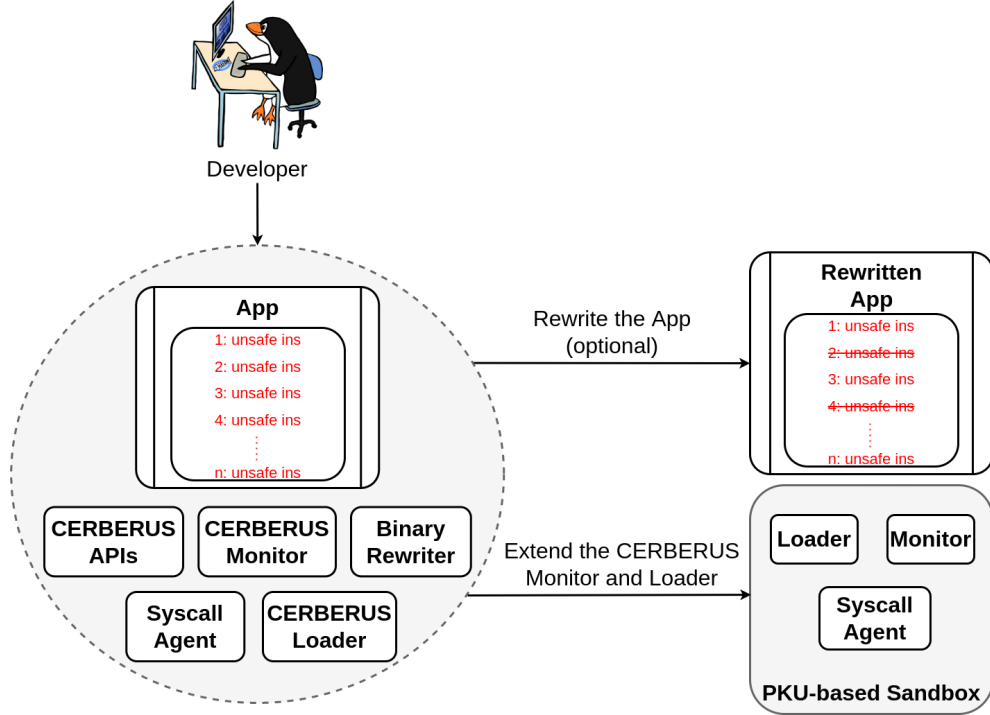 Developer
App
1: unsafe ins
2: unsafe ins
3: unsafe ins
4: unsafe ins
n: unsafe ins
CERBERUS
APIs
CERBERUS
Monitor
Binary
Rewriter
Syscall
Agent
CERBERUS
Loader
Rewrite the App
(optional)
Extend the CERBERUS
Monitor and Loader
Rewritten
App
1: unsafe ins
2: unsafe ins
3: unsafe ins
4: unsafe ins
n: unsafe ins
Loader
Monitor
Syscall
Agent
PKU-based Sandbox